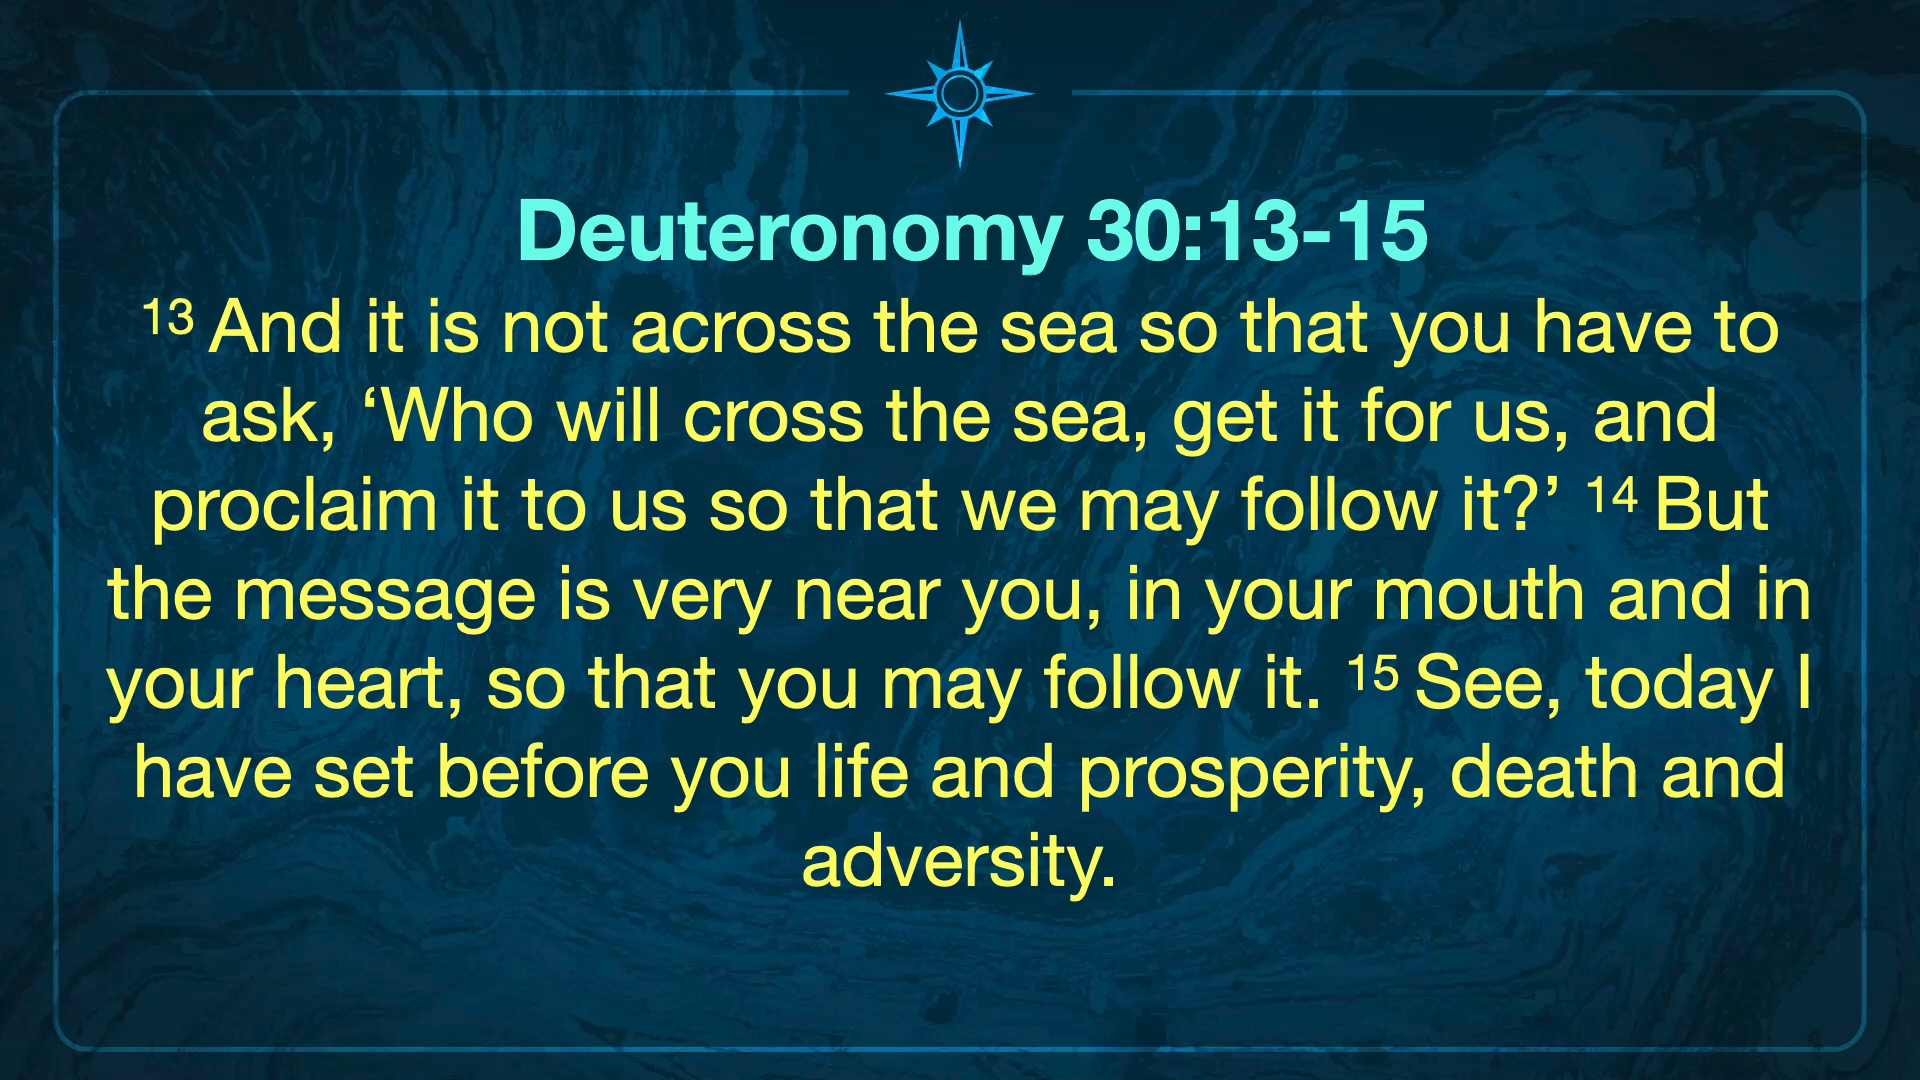 Deuteronomy 30:13-15
13 And it is not across the sea so that you have to
ask, ‘Who will cross the sea, get it for us, and
proclaim it to us so that we may follow it?’ 14 But
the message is very near you, in your mouth and in
your heart, so that you may follow it. 15 See, today I
have set before you life and prosperity, death and
adversity.